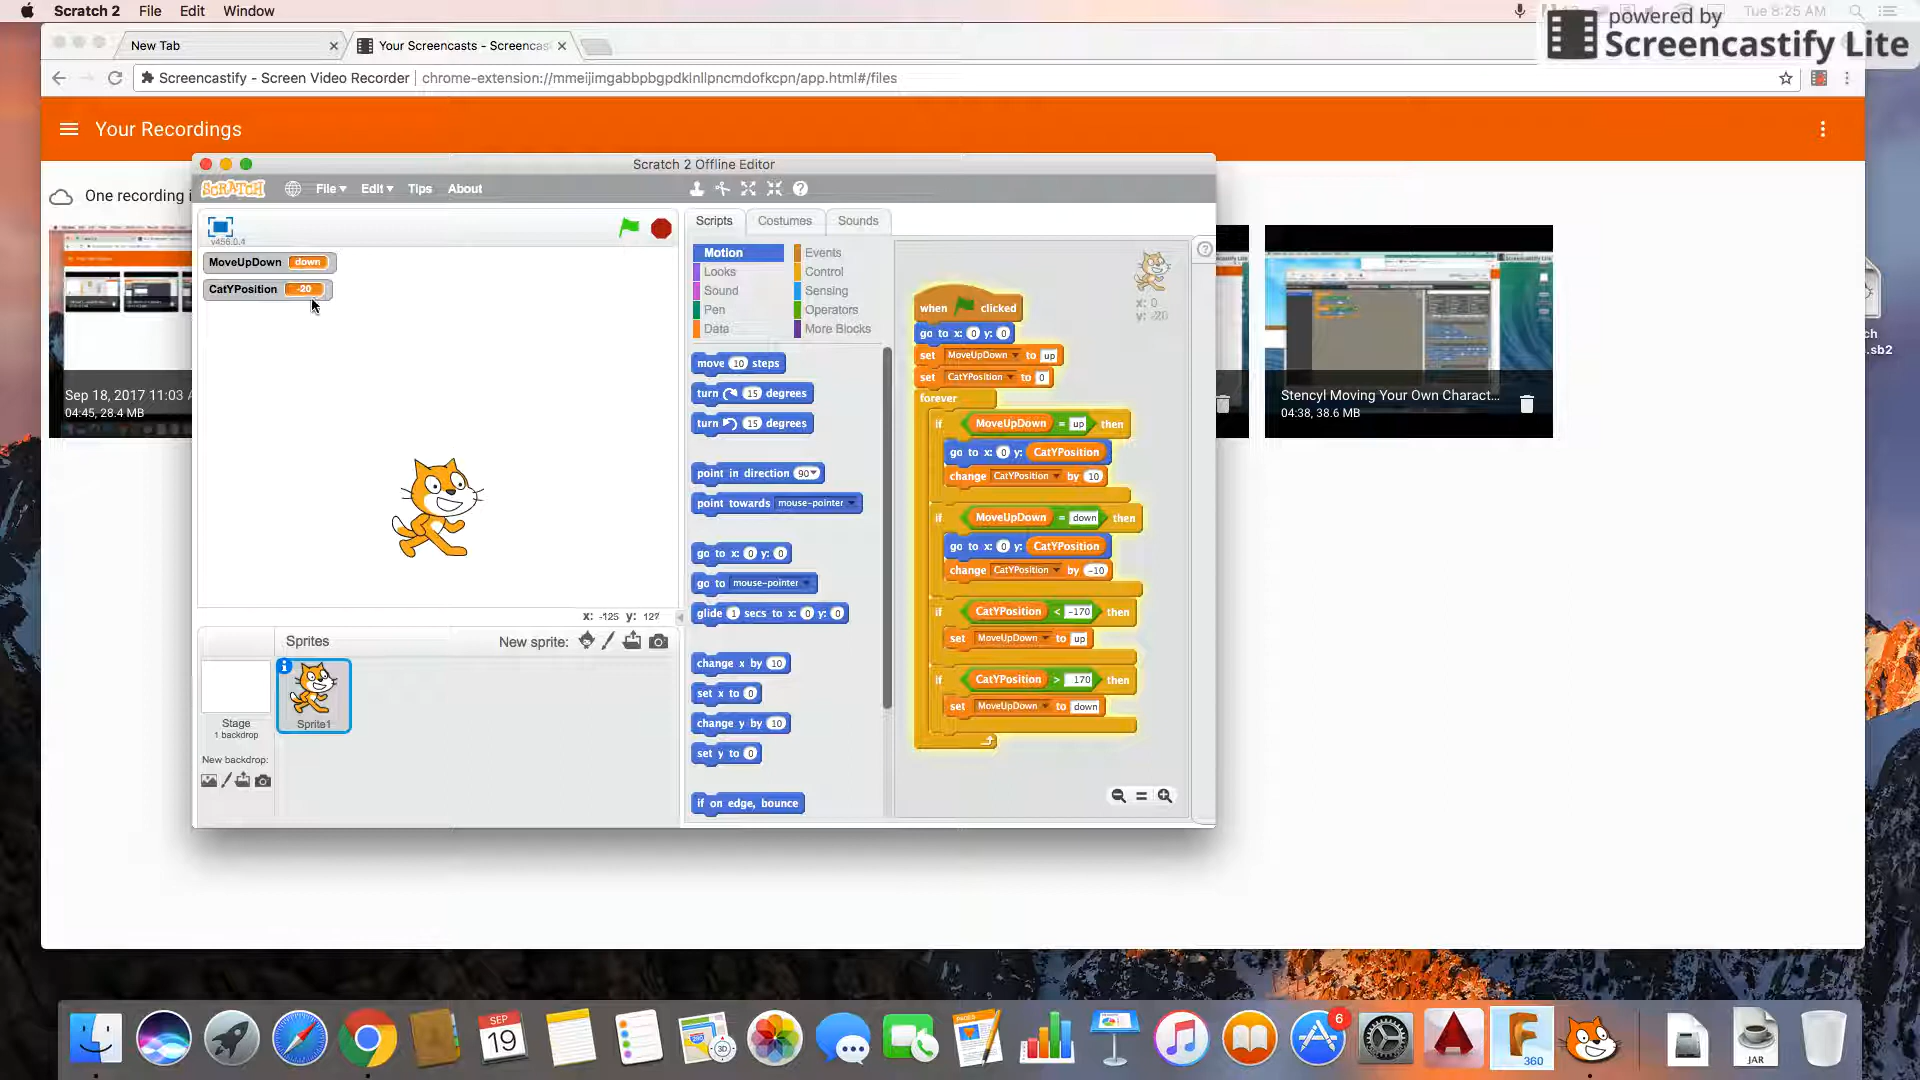 Scratch 2 File Edit Window
Tue 8:25 AM
powered by
Screencastify Lite
New Tab
Your Screencasts - Screencas
Screencastify - Screen Video Recorder
chrome-extension://mmeijimgabbpbgpdklnllpncmdofkcpn/app.html#/files
Your Recordings
One recording i
Sep 18, 2017 11:03 A
04:45, 28.4 MB
Scratch 2 Offline Editor
SCRATCH File Edit Tips About
v456.0.4
MoveUpDown down
CatYPosition -20
x: -125 y: 127
Sprites
New sprite:
Stage
1 backdrop
New backdrop:
Sprite1
Scripts
Costumes
Sounds
Motion
Looks
Sound
Pen
Data
Events
Control
Sensing
Operators
More Blocks
move 10 steps
turn 15 degrees
turn 15 degrees
point in direction 90
point towards mouse-pointer
go to x: 0 y: 0
go to mouse-pointer
glide 1 secs to x: 0 y: 0
change x by 10
set x to 0
change y by 10
set y to 0
if on edge, bounce
x: 0
y: -20
when clicked
go to x: 0 y: 0
set MoveUpDown to up
set CatYPosition to 0
forever
if MoveUpDown = up then
go to x: 0 y: CatYPosition
change CatYPosition by 10
if MoveUpDown = down then
go to x: 0 y: CatYPosition
change CatYPosition by -10
if CatYPosition < -170 then
set MoveUpDown to up
if CatYPosition > 170 then
set MoveUpDown to down
Stencyl Moving Your Own Charact...
04:38, 38.6 MB
.sb2
SEP
19
3D
PAGES
6
360
JAR